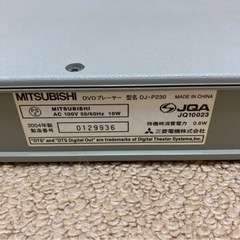 MITSUBISHI DVDプレーヤー 型名 DJ-P230 MADE IN CHINA
MITSUBISHI
AC 100V 50/60Hz 10W
JQA
JQ10023
2004年製
製造番号 0129936
待機時消費電力 0.8W
三菱電機株式会社
"DTS" and "DTS Digital Out" are trademarks of Digital Theater Systems, Inc.